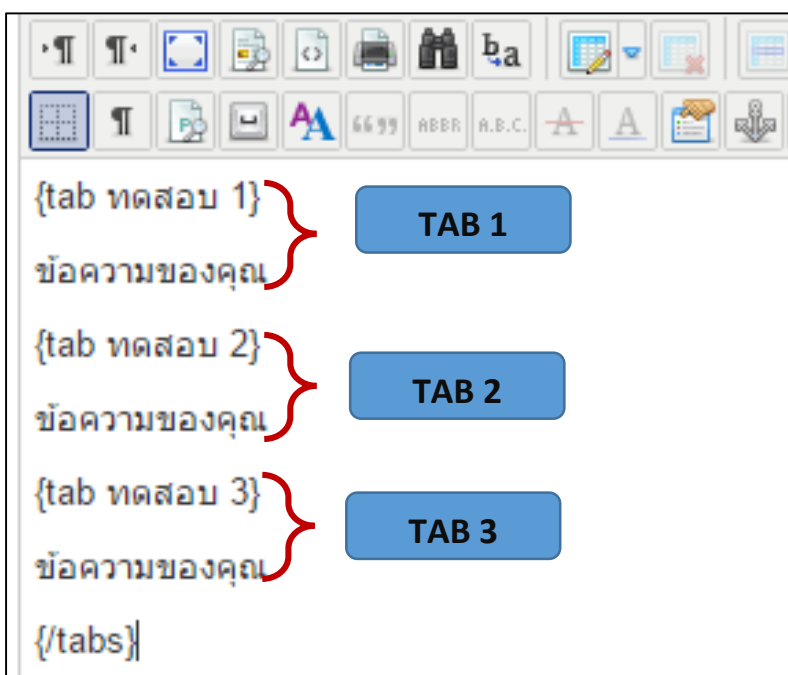 ABBR A.B.C.
{tab ทดสอบ 1}
TAB 1
ข้อความของคุณ
{tab ทดสอบ 2}
TAB 2
ข้อความของคุณ
{tab ทดสอบ 3}
TAB 3
ข้อความของคุณ
{/tabs}